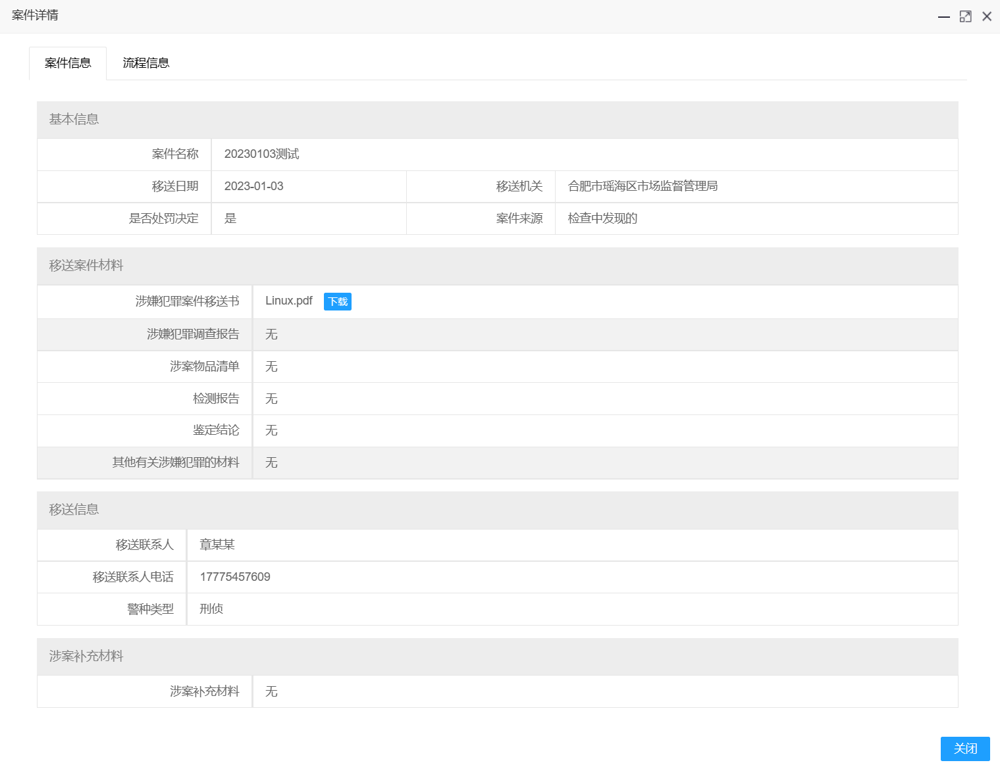 案件详情
案件信息 流程信息
基本信息
案件名称 20230103测试
移送日期 2023-01-03 移送机关 合肥市瑶海区市场监督管理局
是否处罚决定 是 案件来源 检查中发现的
移送案件材料
涉嫌犯罪案件移送书 Linux.pdf 下载
涉嫌犯罪调查报告 无
涉案物品清单 无
检测报告 无
鉴定结论 无
其他有关涉嫌犯罪的材料 无
移送信息
移送联系人 章某某
移送联系人电话 17775457609
警种类型 刑侦
涉案补充材料
涉案补充材料 无
关闭